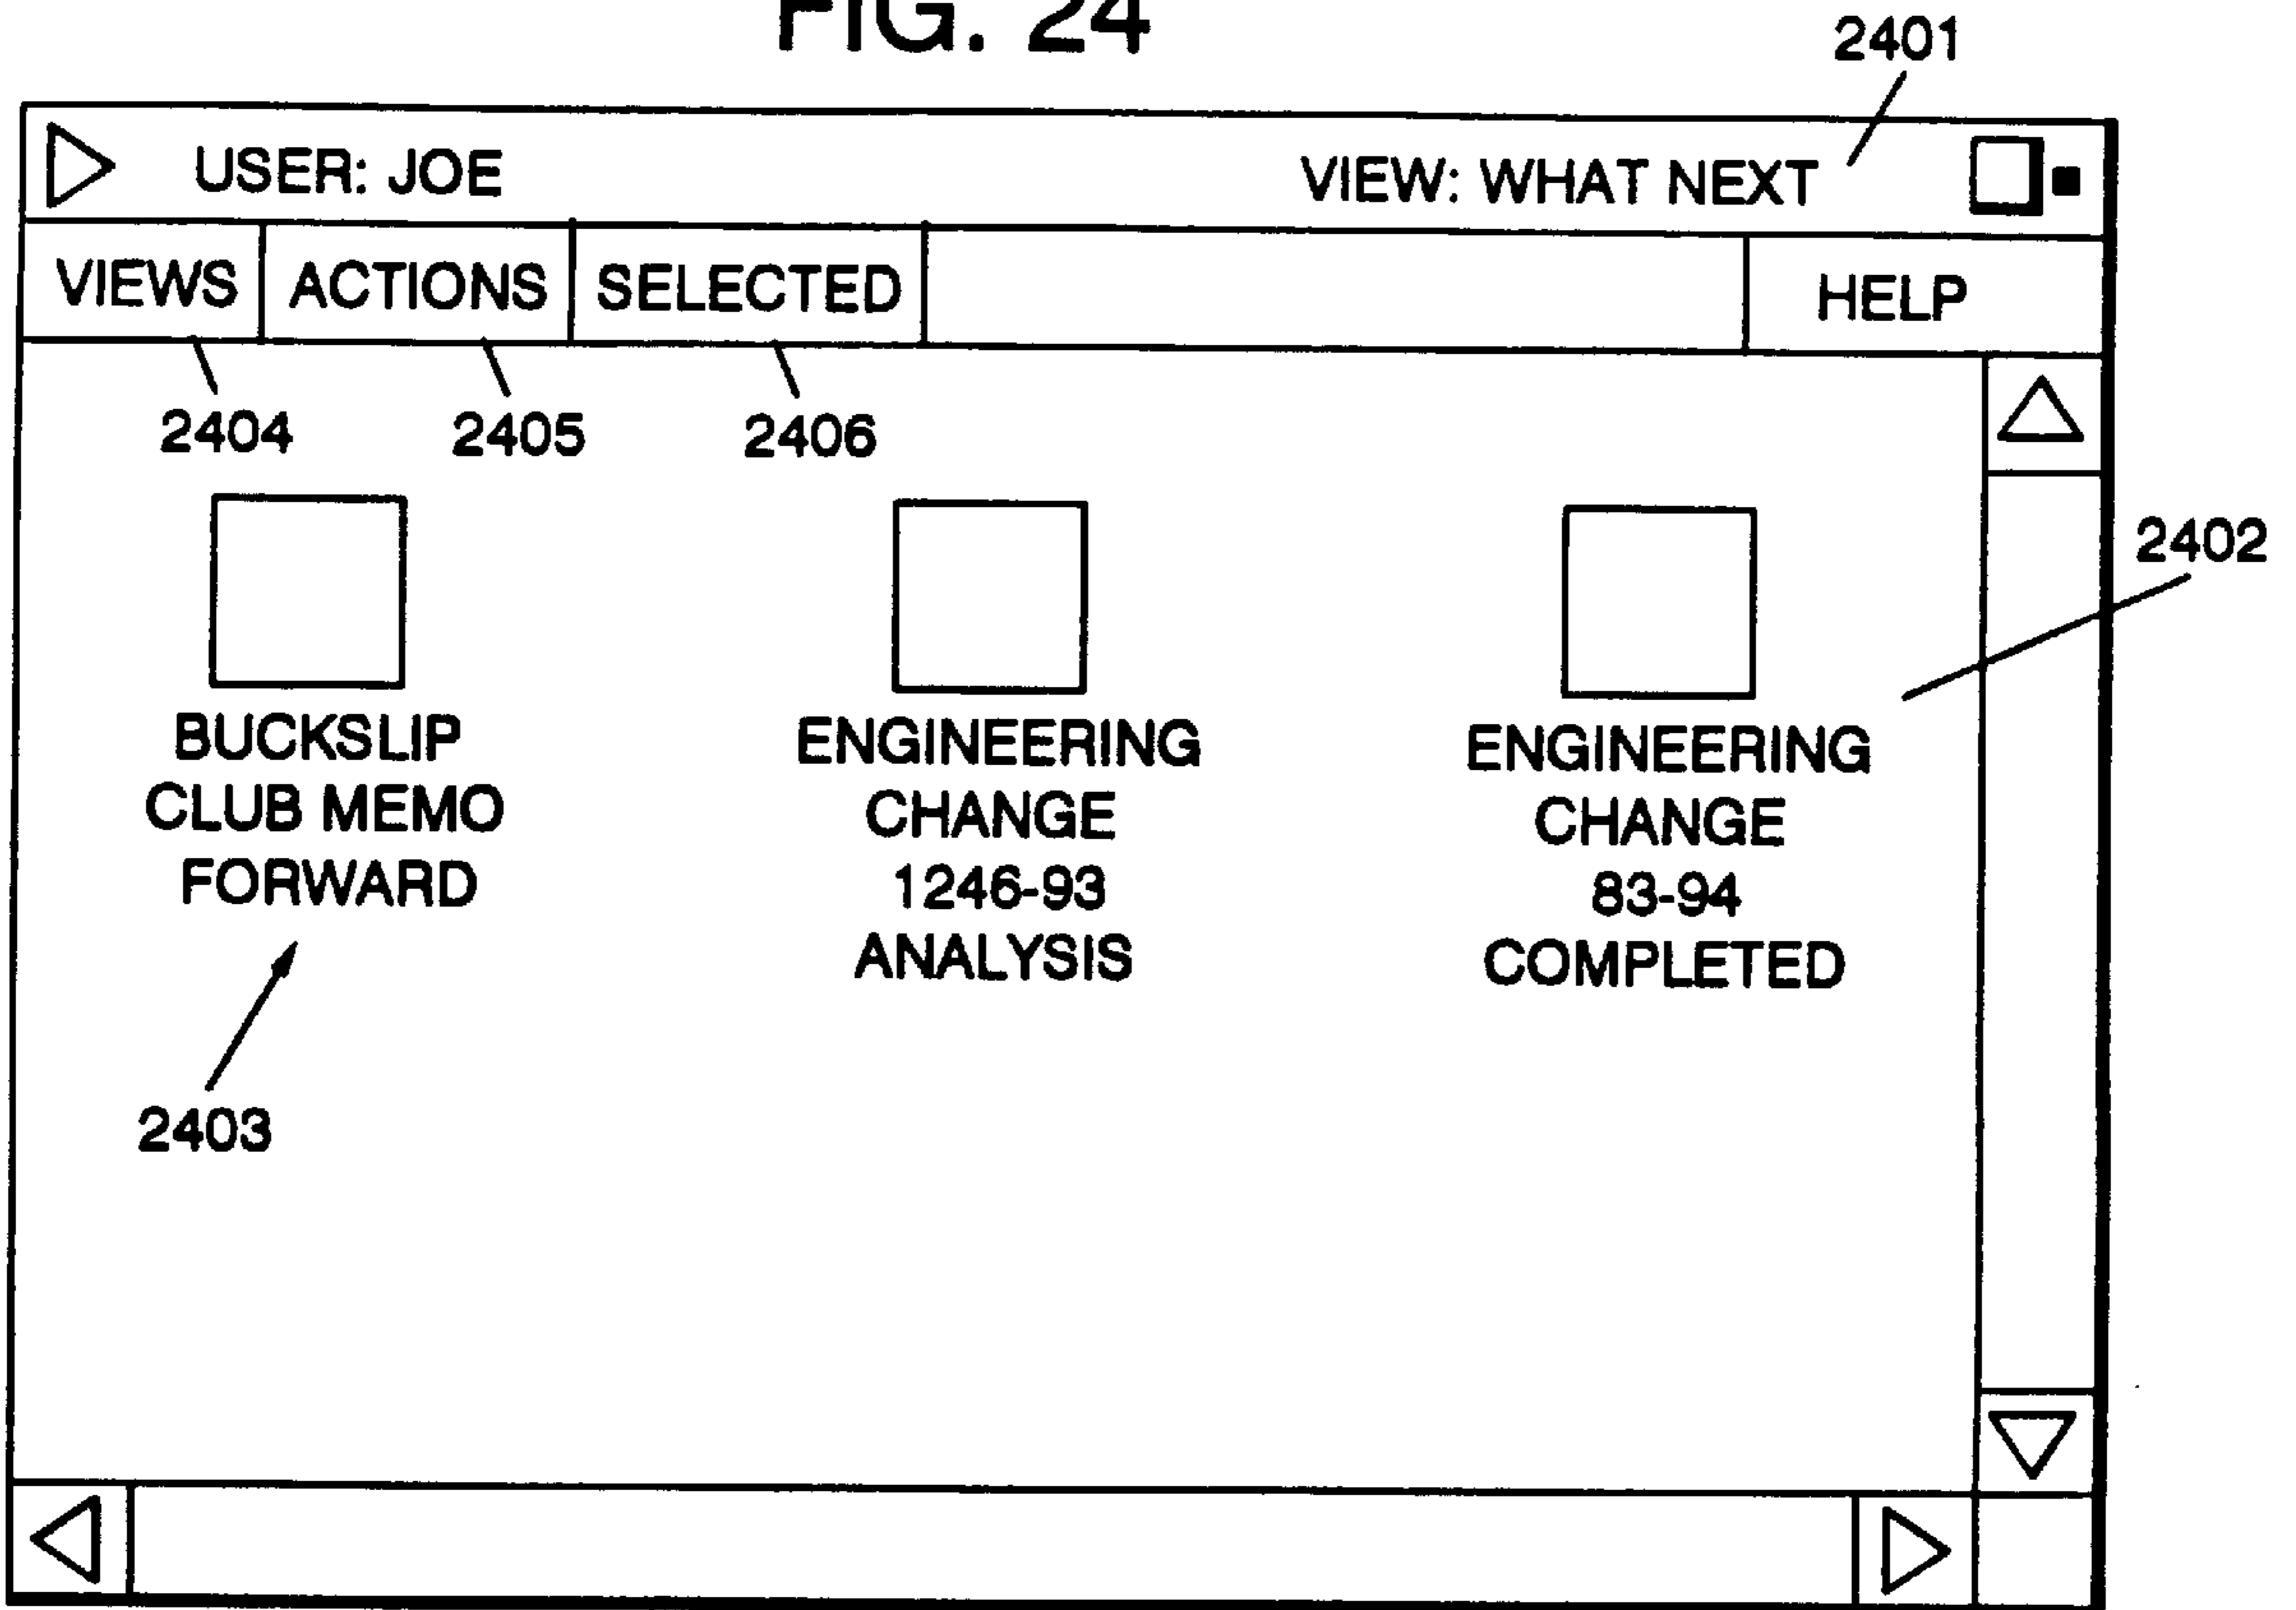 FIG. 24
2401
USER: JOE VIEW: WHAT NEXT
VIEWS ACTIONS SELECTED HELP
2404 2405 2406
2402
BUCKSLIP
CLUB MEMO
FORWARD
ENGINEERING
CHANGE
1246-93
ANALYSIS
ENGINEERING
CHANGE
83-94
COMPLETED
2403